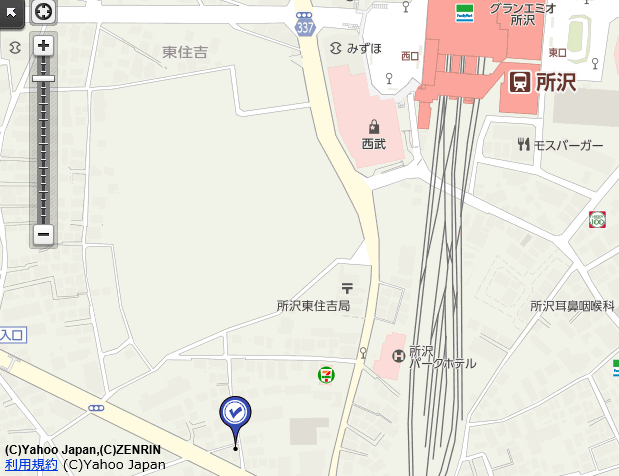 グランエミオ
所沢
FamilyMart
337
東住吉
みずほ
西口
東口
所沢
西武
モスバーガー
100
所沢東住吉局
所沢耳鼻咽喉科
入口
所沢
パークホテル
H
7
(C)Yahoo Japan,(C)ZENRIN
利用規約 (C)Yahoo Japan